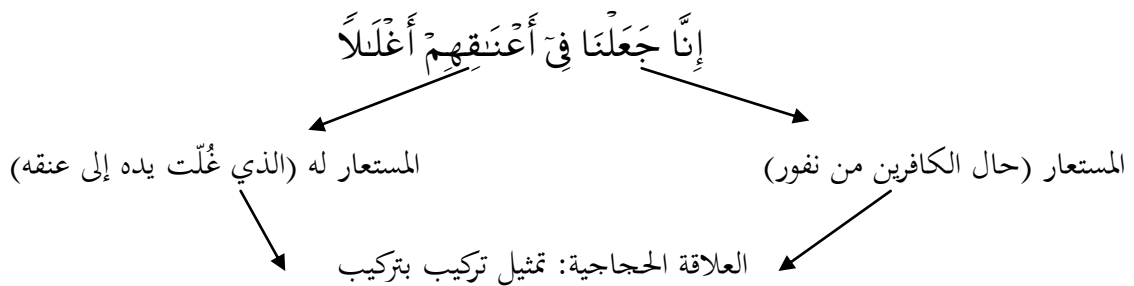 إِنَّا جَعَلْنَا فِىٓ أَعْنَـٰقِهِمْ أَغْلَـٰلًا
المستعار (حال الكافرين من نفور) المستعار له (الذي غُلّت يده إلى عنقه)
العلاقة الحجاجية: تمثيل تركيب بتركيب